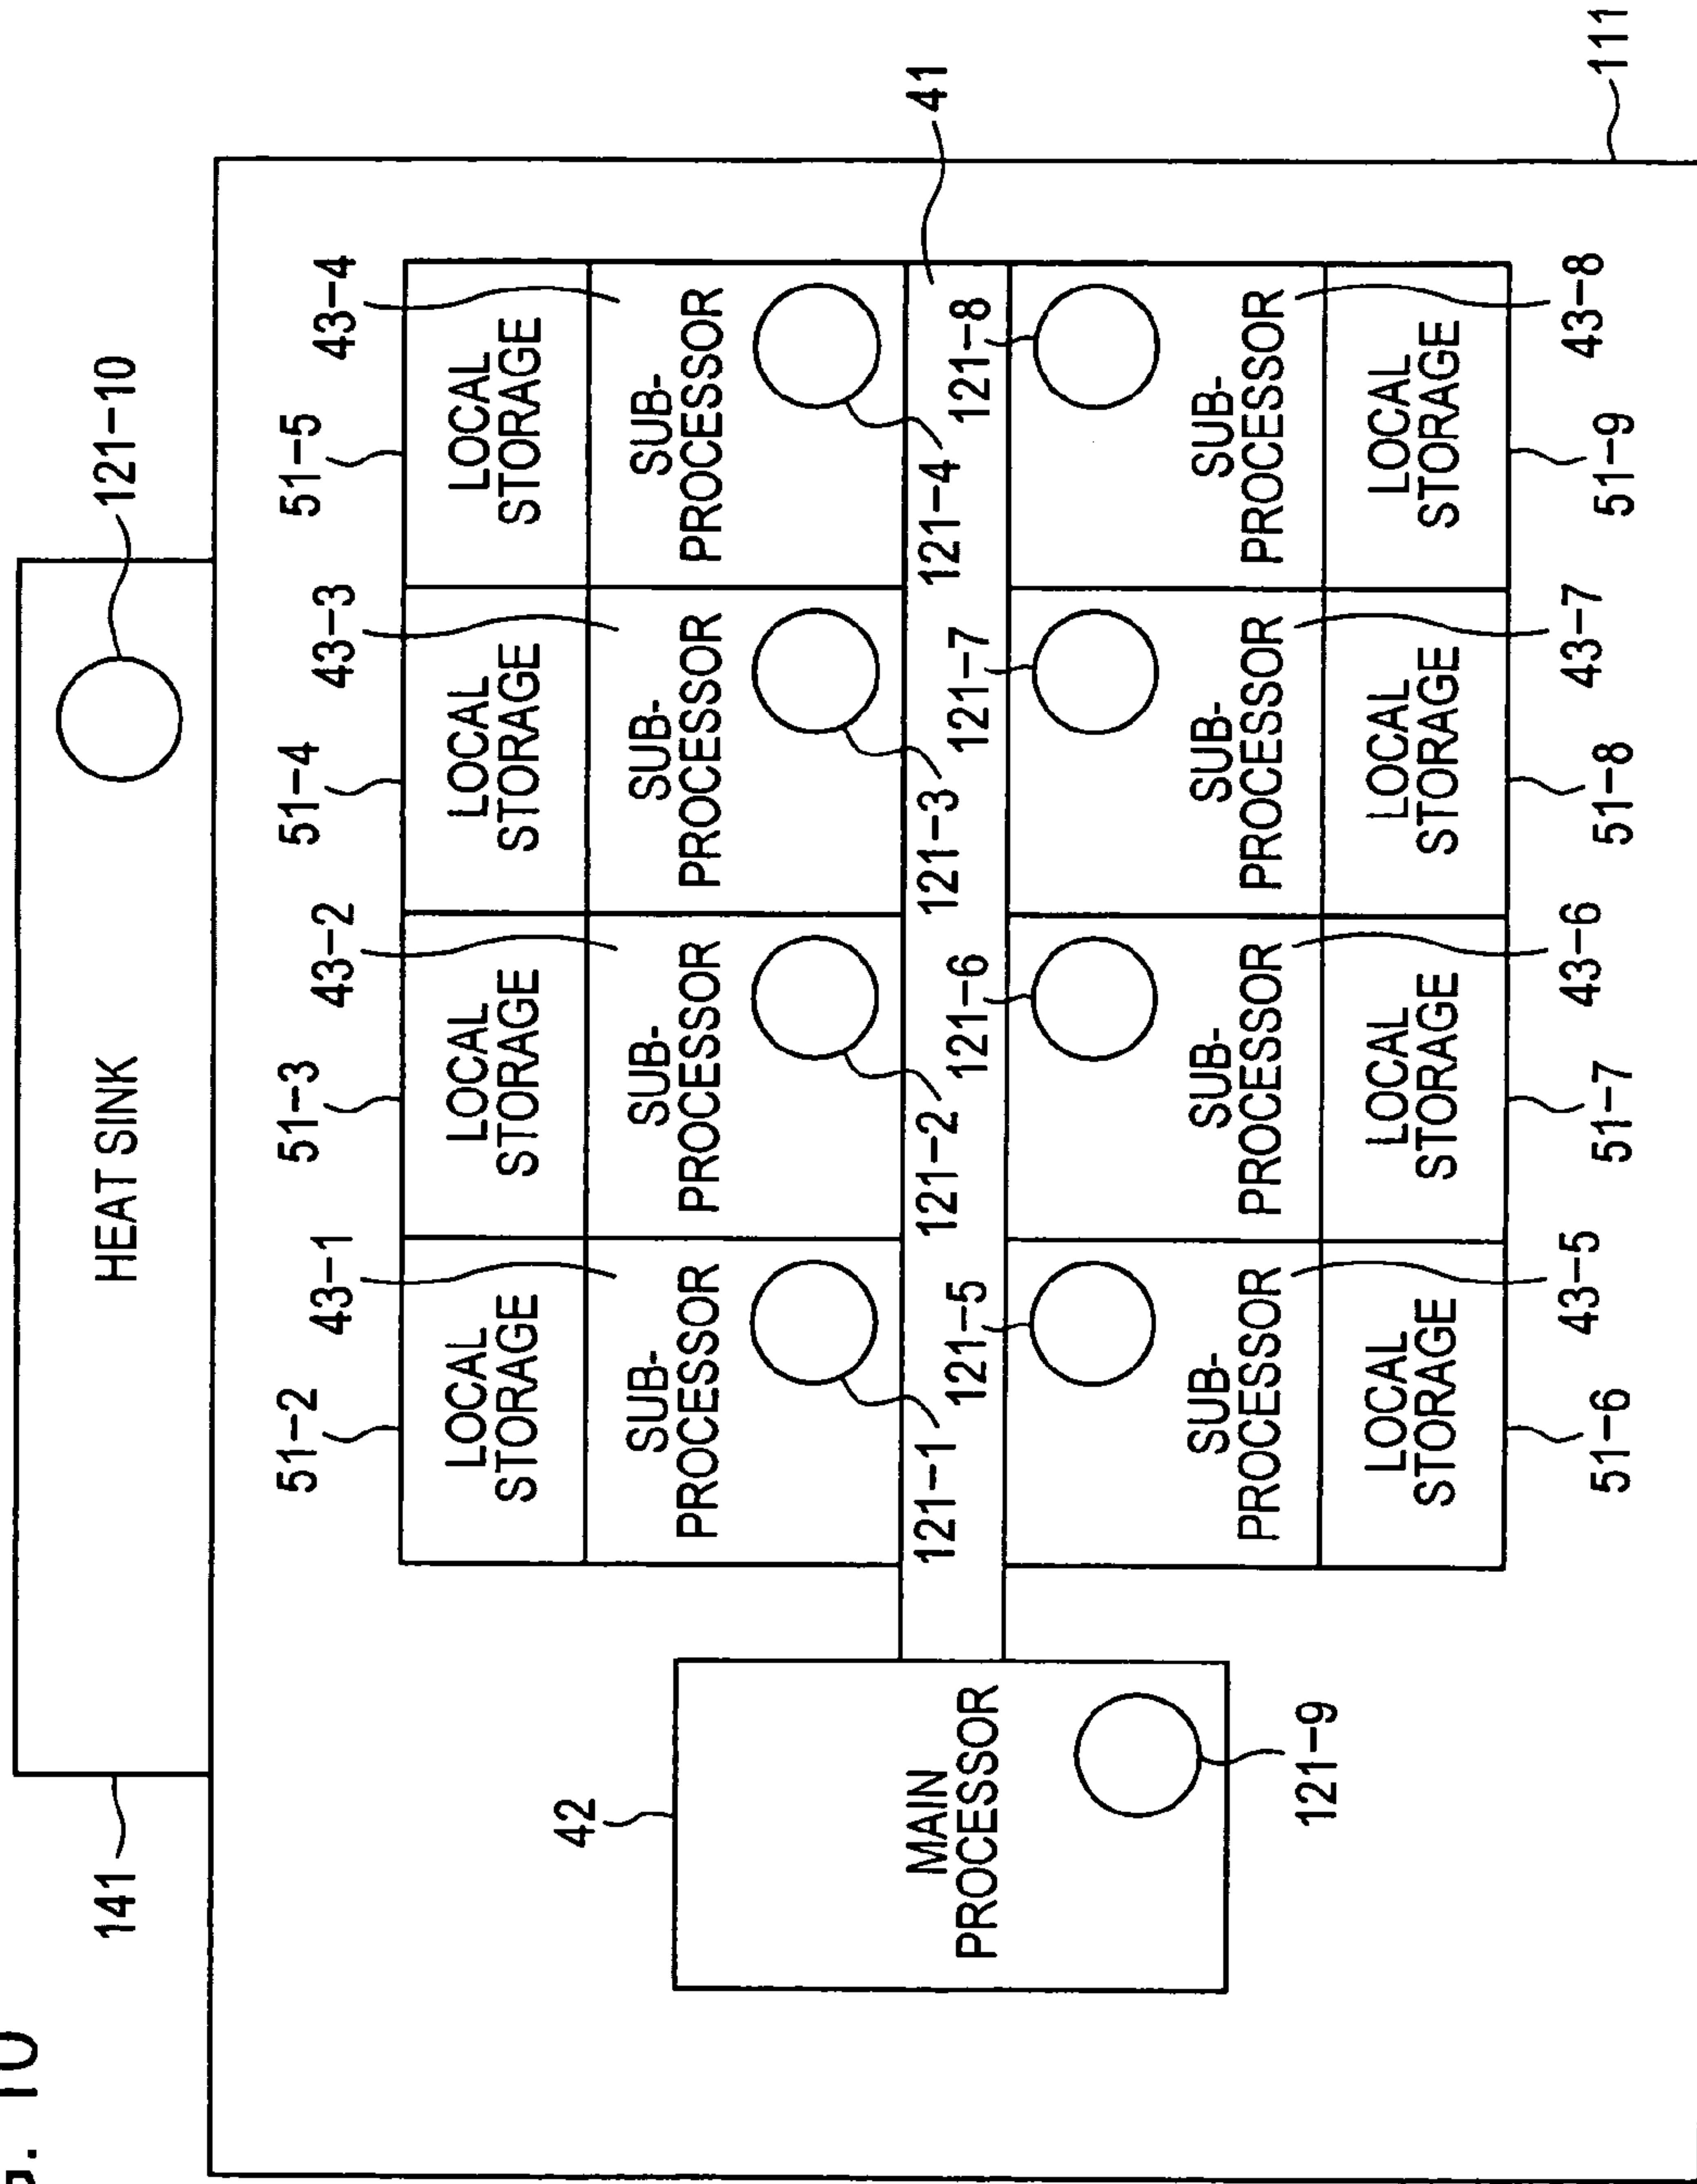 G. 10
141
HEAT SINK
121-10
51-2
51-3
51-4
51-5
43-1
43-2
43-3
43-4
LOCAL
STORAGE
LOCAL
STORAGE
LOCAL
STORAGE
LOCAL
STORAGE
42
SUB-
PROCESSOR
SUB-
PROCESSOR
SUB-
PROCESSOR
SUB-
PROCESSOR
MAIN
PROCESSOR
121-1
121-2
121-3
121-4
41
121-5
121-6
121-7
121-8
SUB-
PROCESSOR
SUB-
PROCESSOR
SUB-
PROCESSOR
SUB-
PROCESSOR
121-9
LOCAL
STORAGE
LOCAL
STORAGE
LOCAL
STORAGE
LOCAL
STORAGE
43-5
43-6
43-7
43-8
51-6
51-7
51-8
51-9
111